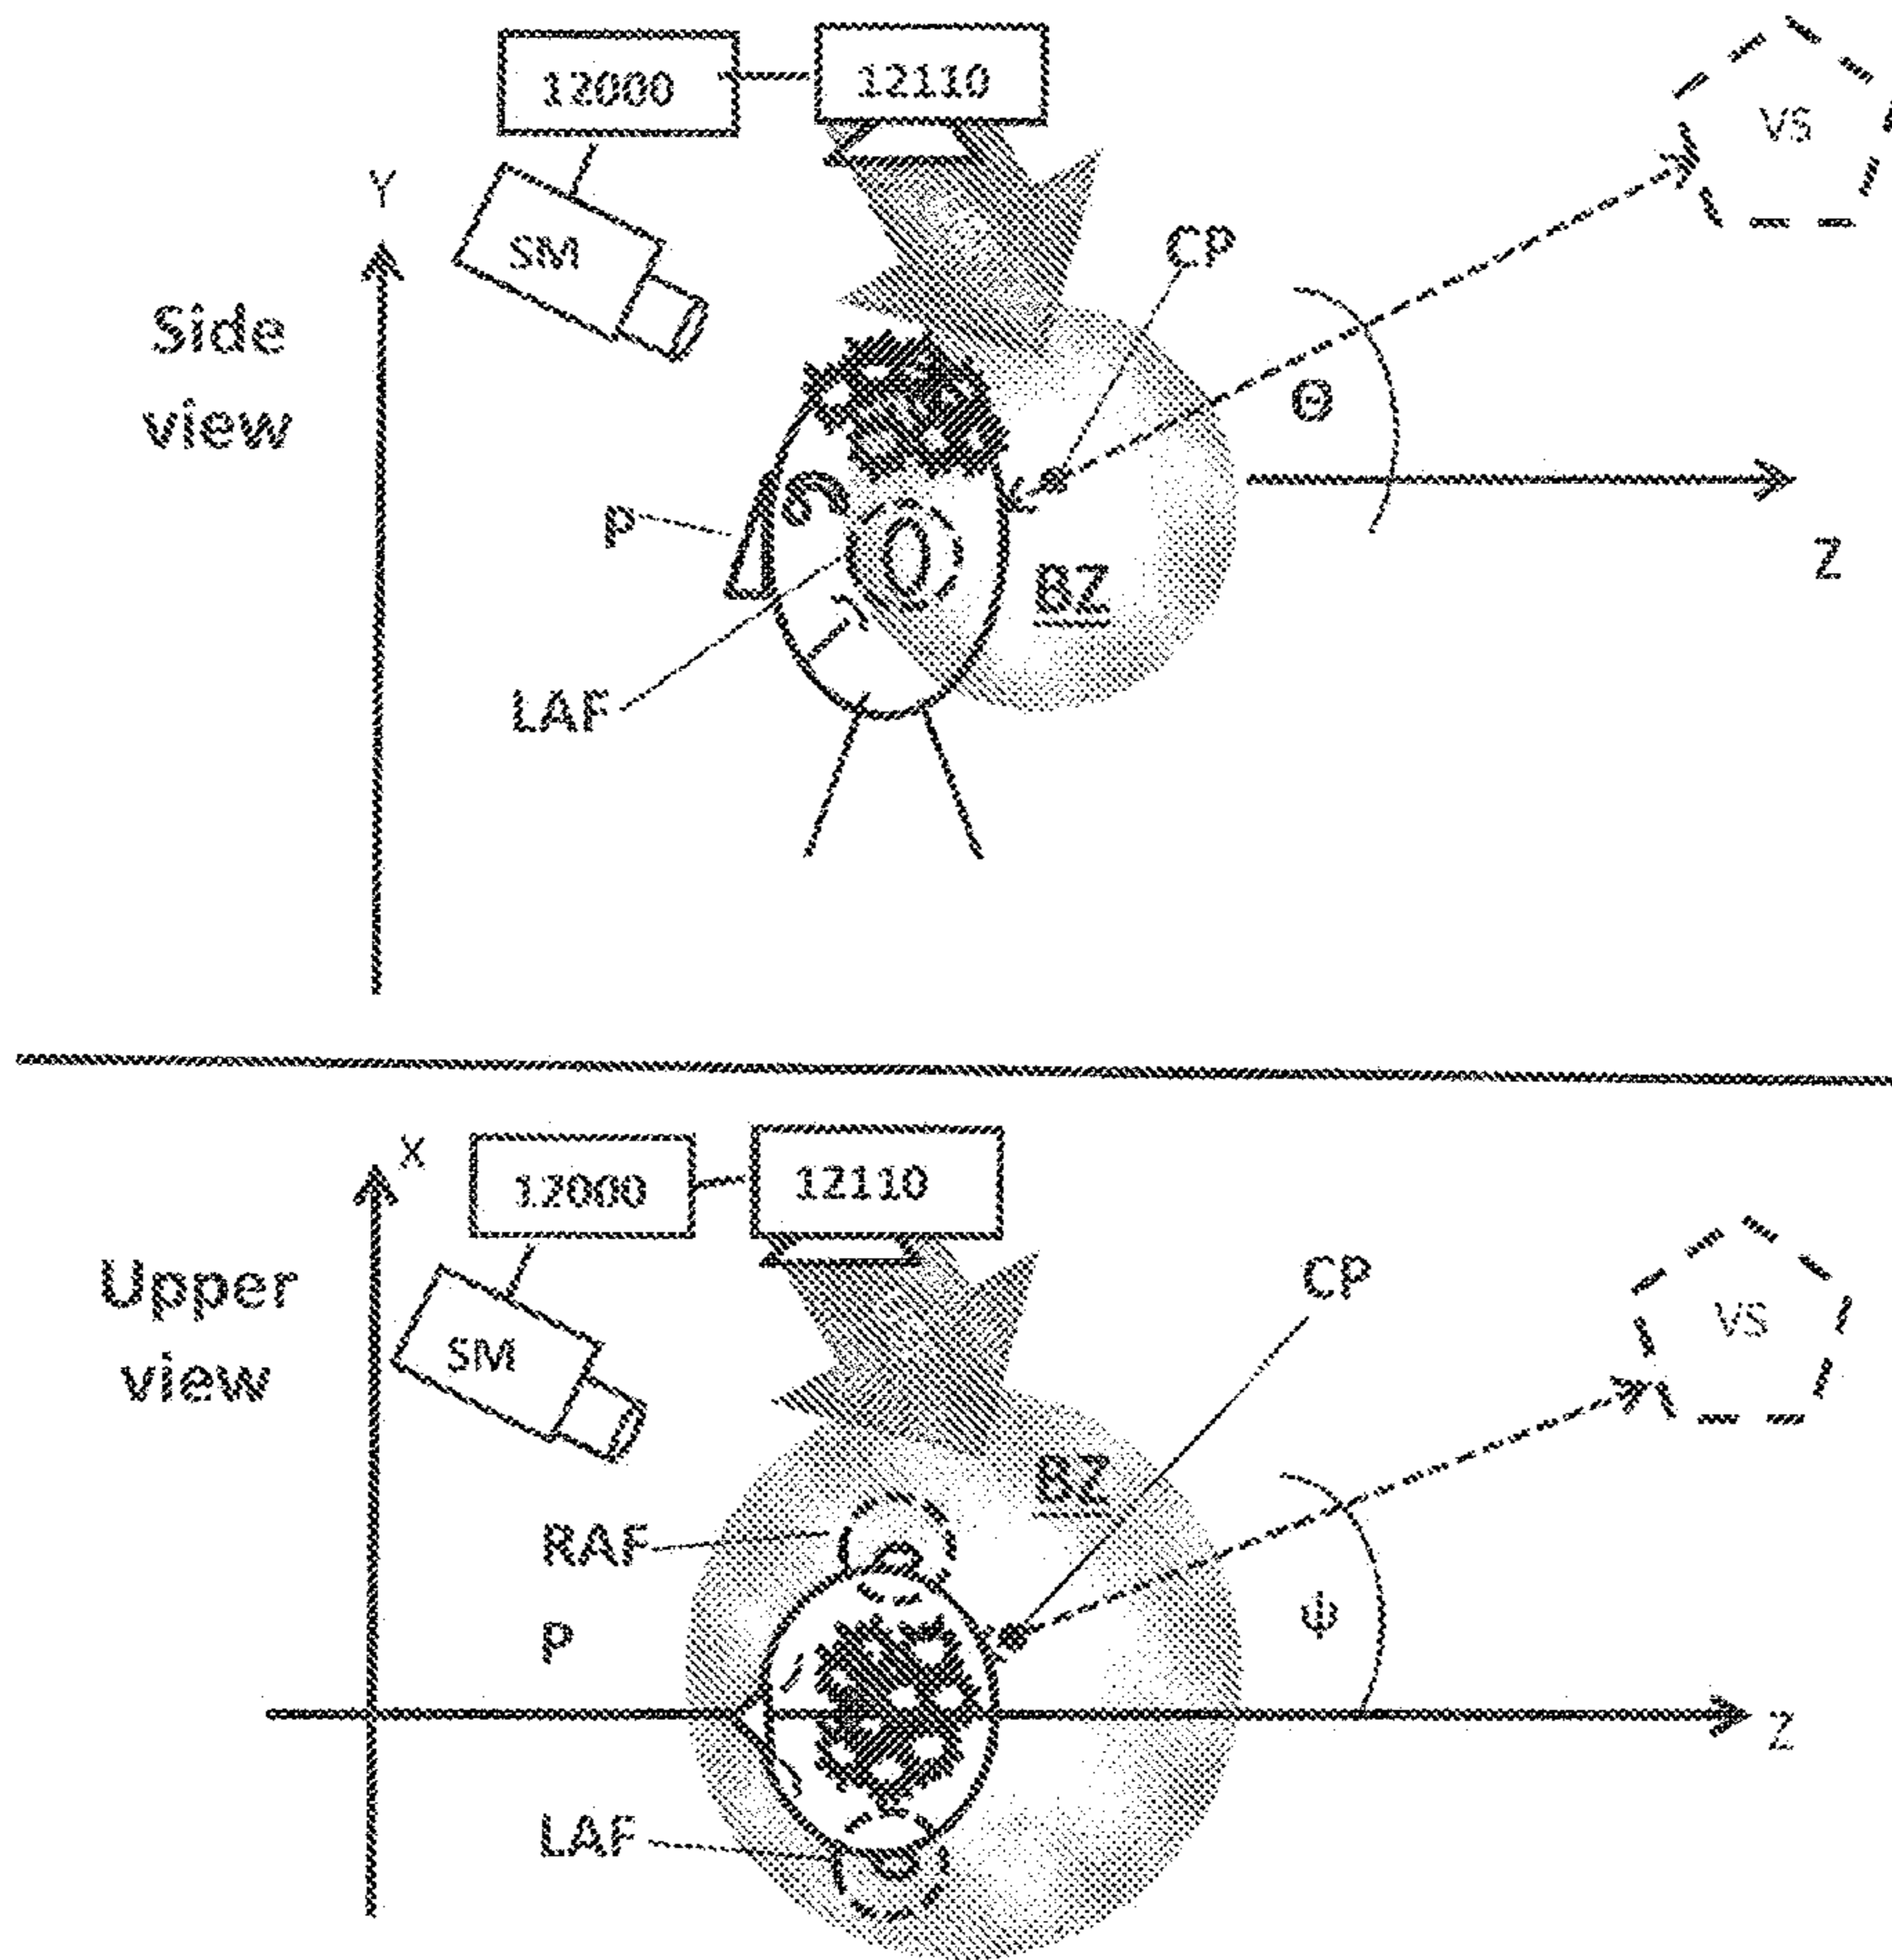 12000
12110
VS
Y
SM
CP
Side
view
Θ
P
Z
BZ
LAF
X
12000
12110
Upper
view
CP
VS
SM
BZ
RAF
P
ψ
Z
LAF